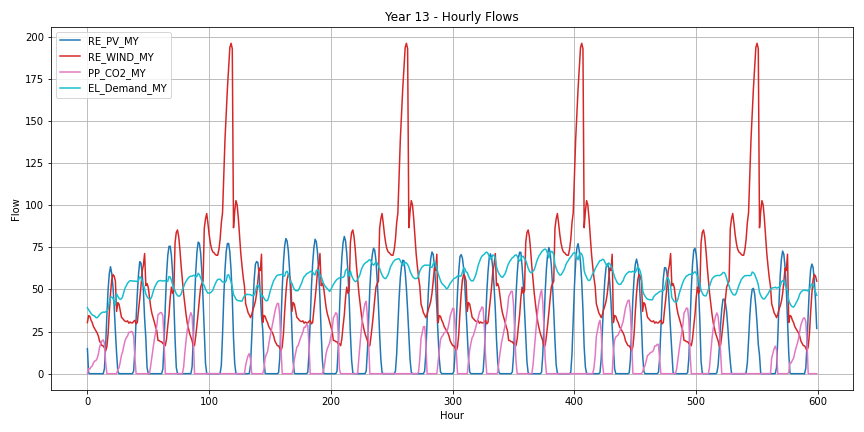 Year 13 - Hourly Flows
RE_PV_MY
RE_WIND_MY
PP_CO2_MY
EL_Demand_MY
200
175
150
125
100
75
50
25
0
Flow
0 100 200 300 400 500 600
Hour